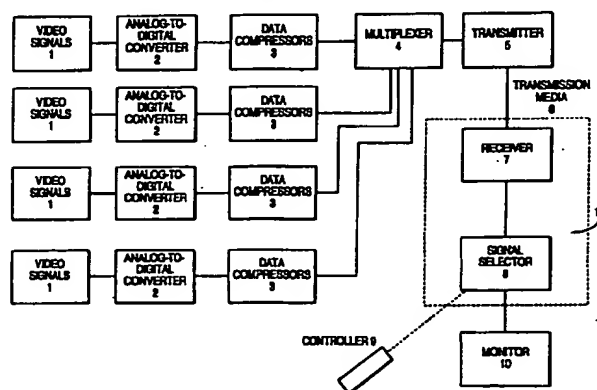 VIDEO
SIGNALS
1
ANALOG-TO-
DIGITAL
CONVERTER
2
DATA
COMPRESSORS
3
MULTIPLEXER
4
TRANSMITTER
5
VIDEO
SIGNALS
1
ANALOG-TO-
DIGITAL
CONVERTER
2
DATA
COMPRESSORS
3
TRANSMISSION
MEDIA
6
VIDEO
SIGNALS
1
ANALOG-TO-
DIGITAL
CONVERTER
2
DATA
COMPRESSORS
3
RECEIVER
7
VIDEO
SIGNALS
1
ANALOG-TO-
DIGITAL
CONVERTER
2
DATA
COMPRESSORS
3
SIGNAL
SELECTOR
8
CONTROLLER 9
MONITOR
10